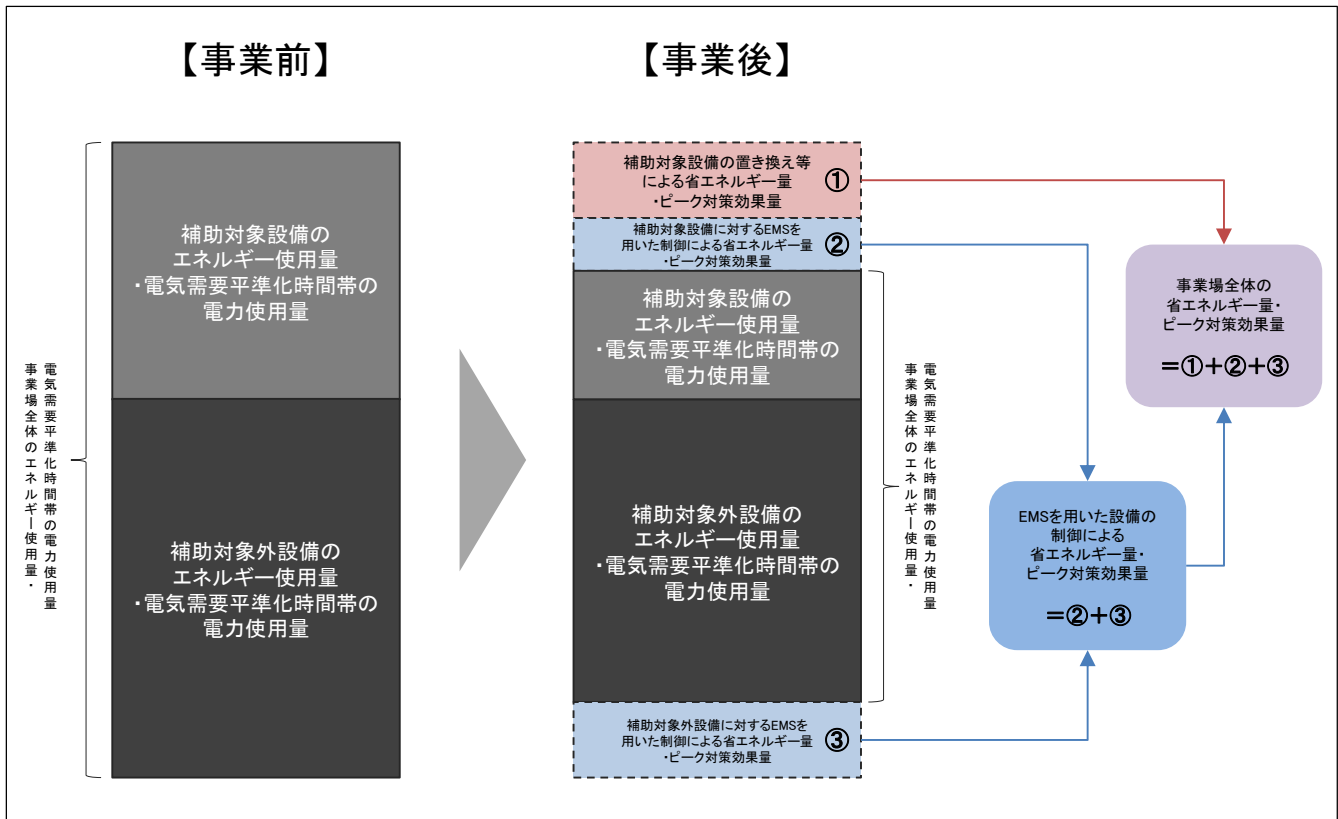 【事業前】
【事業後】
事業場全体のエネルギー使用量・
電気需要平準化時間帯の電力使用量
補助対象設備の
エネルギー使用量
・電気需要平準化時間帯の
電力使用量
補助対象外設備の
エネルギー使用量
・電気需要平準化時間帯の
電力使用量
補助対象設備の置き換え等
による省エネルギー量
・ピーク対策効果量
①
補助対象設備に対するEMSを
用いた制御による省エネルギー量
・ピーク対策効果量
②
補助対象設備の
エネルギー使用量
・電気需要平準化時間帯の
電力使用量
補助対象外設備の
エネルギー使用量
・電気需要平準化時間帯の
電力使用量
補助対象外設備に対するEMSを
用いた制御による省エネルギー量
・ピーク対策効果量
③
事業場全体のエネルギー使用量・
電気需要平準化時間帯の電力使用量
EMSを用いた設備の
制御による
省エネルギー量・
ピーク対策効果量
=②+③
事業場全体の
省エネルギー量・
ピーク対策効果量
=①+②+③